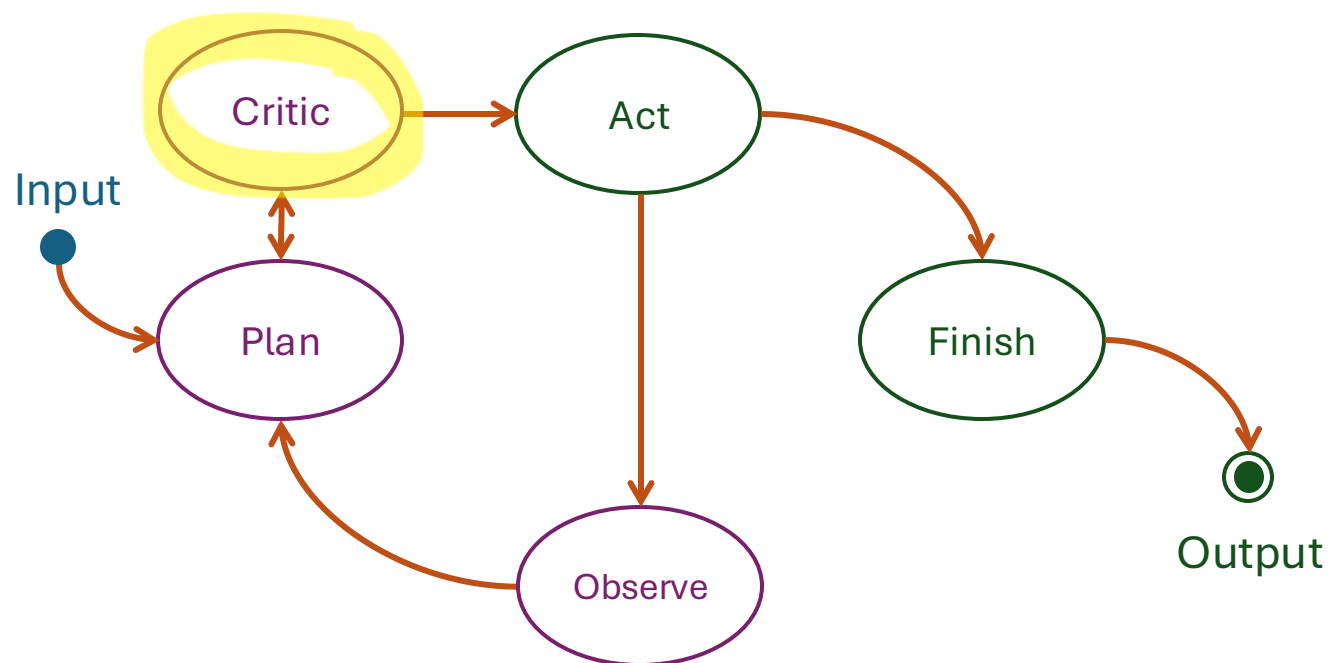 Critic
Act
Input
Plan
Finish
Output
Observe